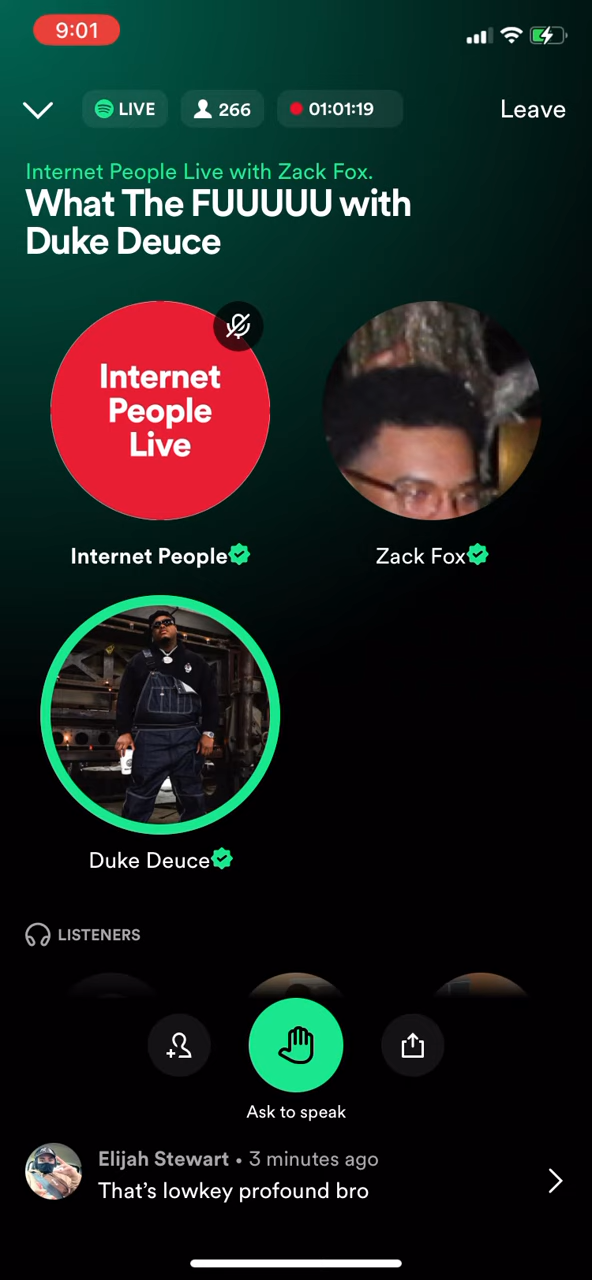 9:01
LIVE
266
01:01:19
Leave
Internet People Live with Zack Fox.
What The FUUUUU with
Duke Deuce
Internet
People
Live
Internet People
Zack Fox
Duke Deuce
LISTENERS
Ask to speak
Elijah Stewart • 3 minutes ago
That’s lowkey profound bro